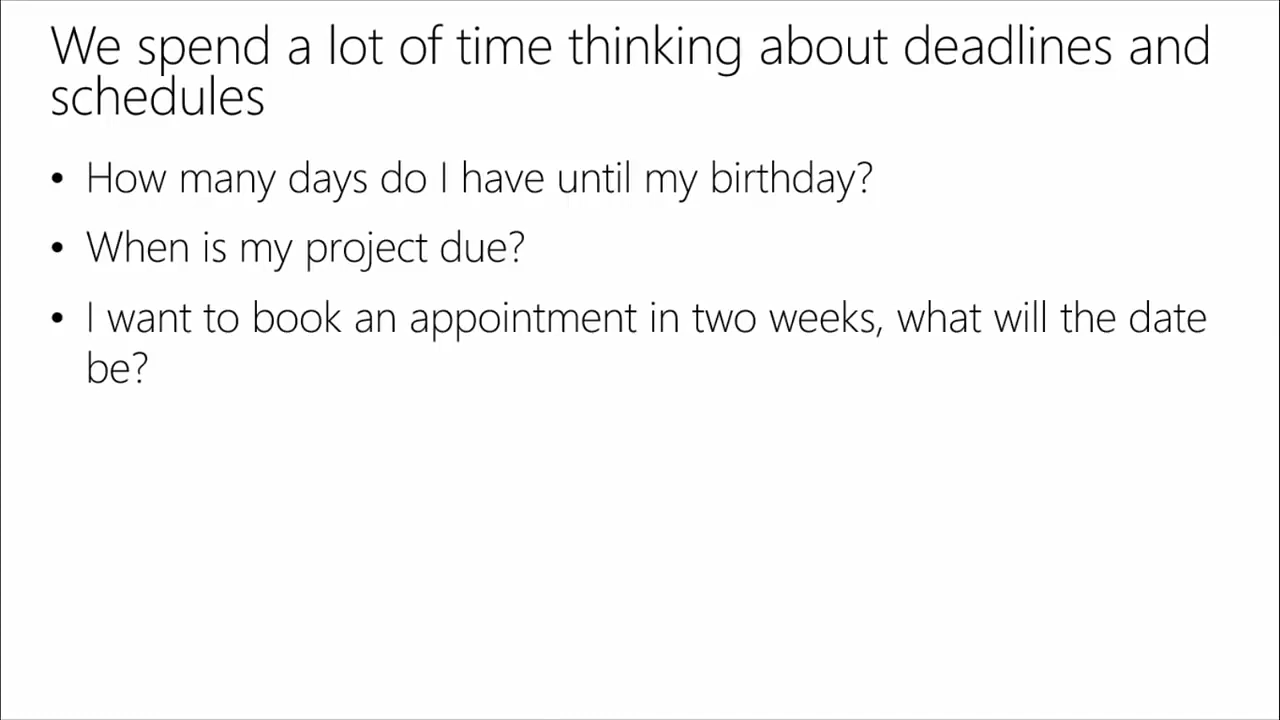 We spend a lot of time thinking about deadlines and
schedules
• How many days do I have until my birthday?
• When is my project due?
• I want to book an appointment in two weeks, what will the date
be?